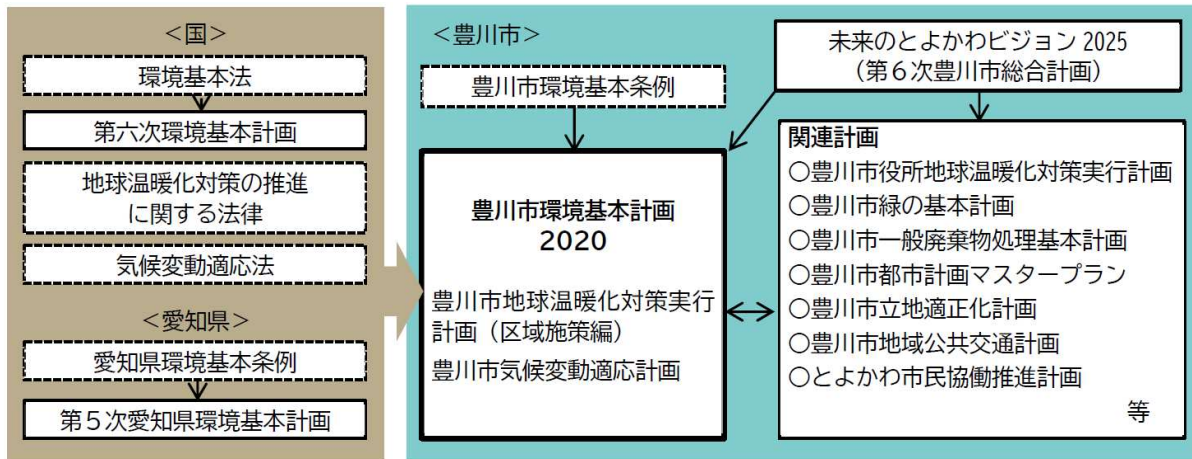 ＜国＞
環境基本法
第六次環境基本計画
地球温暖化対策の推進
に関する法律
気候変動適応法
＜愛知県＞
愛知県環境基本条例
第５次愛知県環境基本計画
＜豊川市＞
豊川市環境基本条例
未来のとよかわビジョン 2025
（第６次豊川市総合計画）
豊川市環境基本計画
2020
豊川市地球温暖化対策実行
計画（区域施策編）
豊川市気候変動適応計画
関連計画
○豊川市役所地球温暖化対策実行計画
○豊川市緑の基本計画
○豊川市一般廃棄物処理基本計画
○豊川市都市計画マスタープラン
○豊川市立地適正化計画
○豊川市地域公共交通計画
○とよかわ市民協働推進計画
等